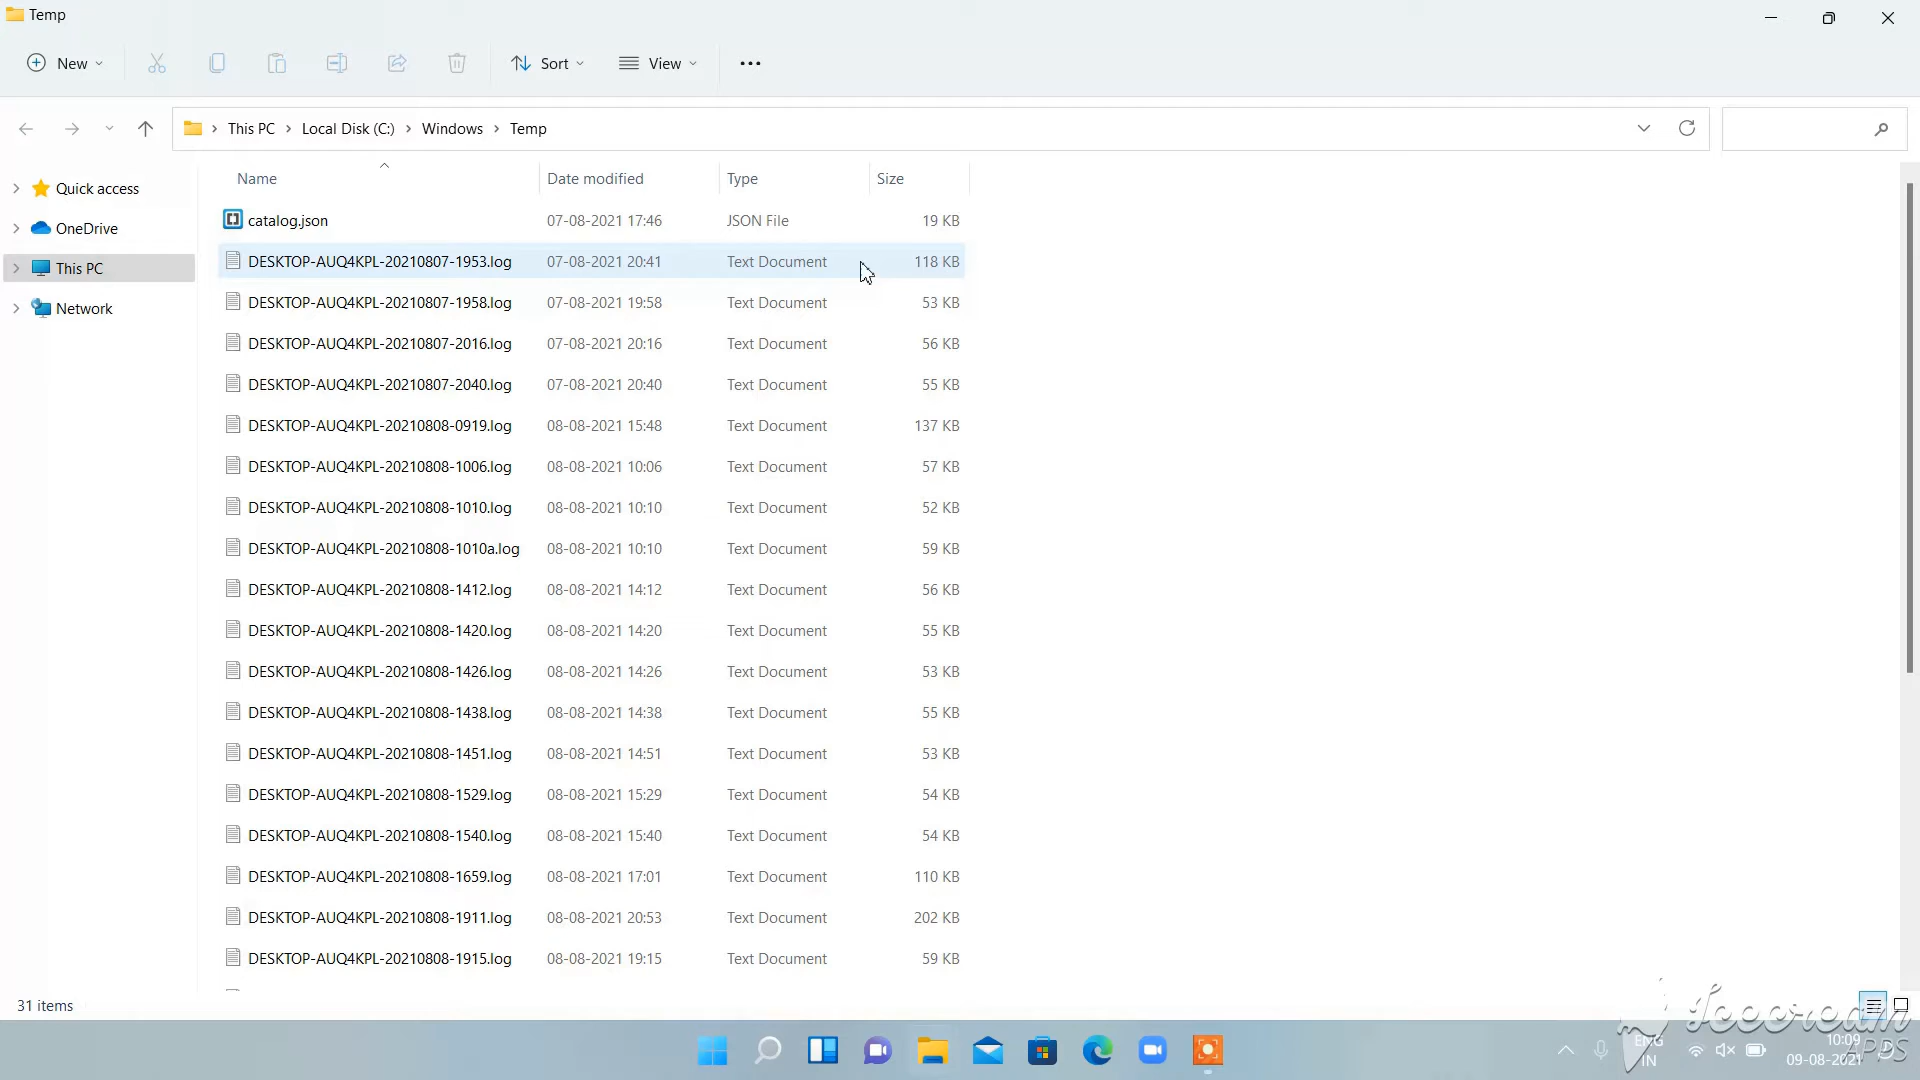 Temp
New
Sort
View
This PC > Local Disk (C:) > Windows > Temp
Quick access
OneDrive
This PC
Network
Name Date modified Type Size
catalog.json 07-08-2021 17:46 JSON File 19 KB
DESKTOP-AUQ4KPL-20210807-1953.log 07-08-2021 20:41 Text Document 118 KB
DESKTOP-AUQ4KPL-20210807-1958.log 07-08-2021 19:58 Text Document 53 KB
DESKTOP-AUQ4KPL-20210807-2016.log 07-08-2021 20:16 Text Document 56 KB
DESKTOP-AUQ4KPL-20210807-2040.log 07-08-2021 20:40 Text Document 55 KB
DESKTOP-AUQ4KPL-20210808-0919.log 08-08-2021 15:48 Text Document 137 KB
DESKTOP-AUQ4KPL-20210808-1006.log 08-08-2021 10:06 Text Document 57 KB
DESKTOP-AUQ4KPL-20210808-1010.log 08-08-2021 10:10 Text Document 52 KB
DESKTOP-AUQ4KPL-20210808-1010a.log 08-08-2021 10:10 Text Document 59 KB
DESKTOP-AUQ4KPL-20210808-1412.log 08-08-2021 14:12 Text Document 56 KB
DESKTOP-AUQ4KPL-20210808-1420.log 08-08-2021 14:20 Text Document 55 KB
DESKTOP-AUQ4KPL-20210808-1426.log 08-08-2021 14:26 Text Document 53 KB
DESKTOP-AUQ4KPL-20210808-1438.log 08-08-2021 14:38 Text Document 55 KB
DESKTOP-AUQ4KPL-20210808-1451.log 08-08-2021 14:51 Text Document 53 KB
DESKTOP-AUQ4KPL-20210808-1529.log 08-08-2021 15:29 Text Document 54 KB
DESKTOP-AUQ4KPL-20210808-1540.log 08-08-2021 15:40 Text Document 54 KB
DESKTOP-AUQ4KPL-20210808-1659.log 08-08-2021 17:01 Text Document 110 KB
DESKTOP-AUQ4KPL-20210808-1911.log 08-08-2021 20:53 Text Document 202 KB
DESKTOP-AUQ4KPL-20210808-1915.log 08-08-2021 19:15 Text Document 59 KB
31 items
Icecream
APPS
ENG
IN
10:09
09-08-2021